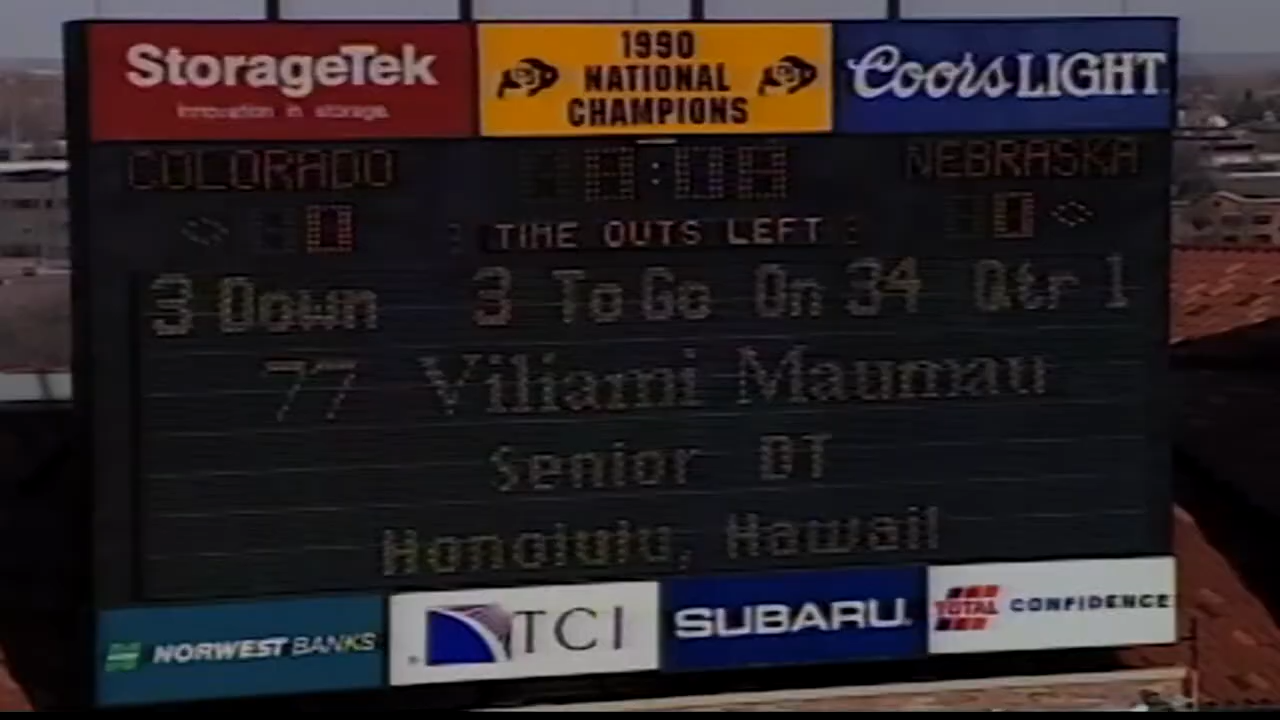 StorageTek
Innovation in storage.
1990
NATIONAL
CHAMPIONS
Coors LIGHT
COLORADO 8:08 NEBRASKA
0 TIME OUTS LEFT 0
3 Down 3 To Go On 34 Qtr 1
77 Viliami Maumau
Senior DT
Honolulu, Hawaii
NORWEST BANKS
TCI
SUBARU
TOTAL CONFIDENCE